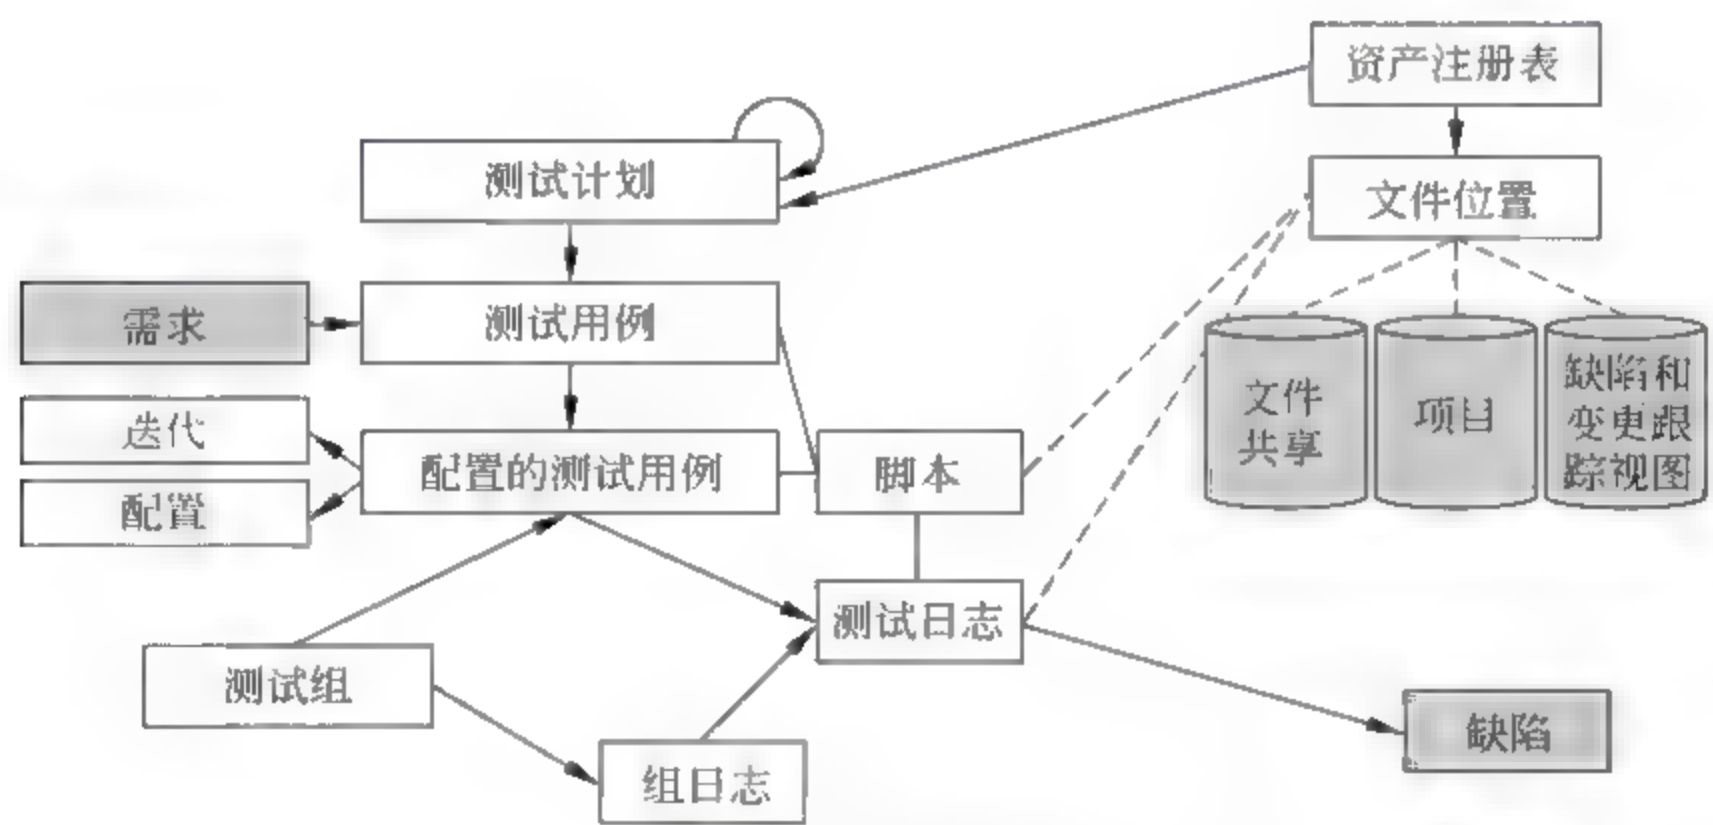 资产注册表
测试计划
文件位置
需求
测试用例
迭代
配置的测试用例
脚本
配置
文件
共享
项目
缺陷和
变更跟
踪视图
测试日志
测试组
组日志
缺陷